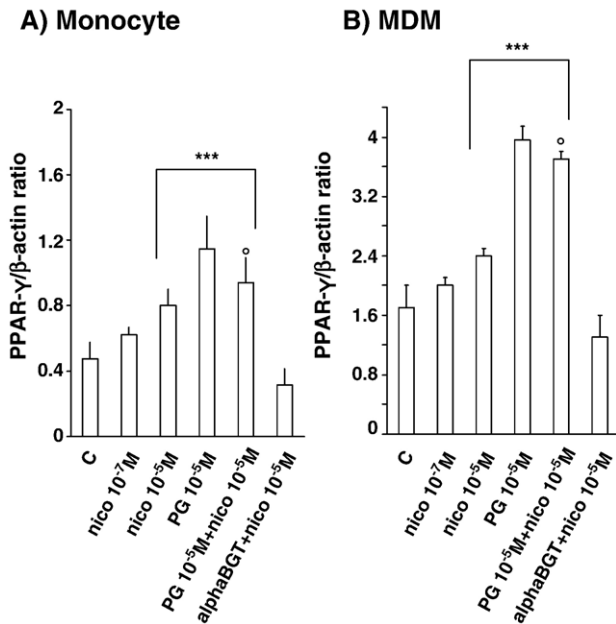 A) Monocyte
PPAR-γ/β-actin ratio
2
1.6
1.2
0.8
0.4
0
***
°
C
nico 10⁻⁷M
nico 10⁻⁵M
PG 10⁻⁵M
PG 10⁻⁵M+nico 10⁻⁵M
alphaBGT+nico 10⁻⁵M
B) MDM
PPAR-γ/β-actin ratio
4
3.2
2.4
1.6
.8
0
***
°
C
nico 10⁻⁷M
nico 10⁻⁵M
PG 10⁻⁵M
PG 10⁻⁵M+nico 10⁻⁵M
alphaBGT+nico 10⁻⁵M